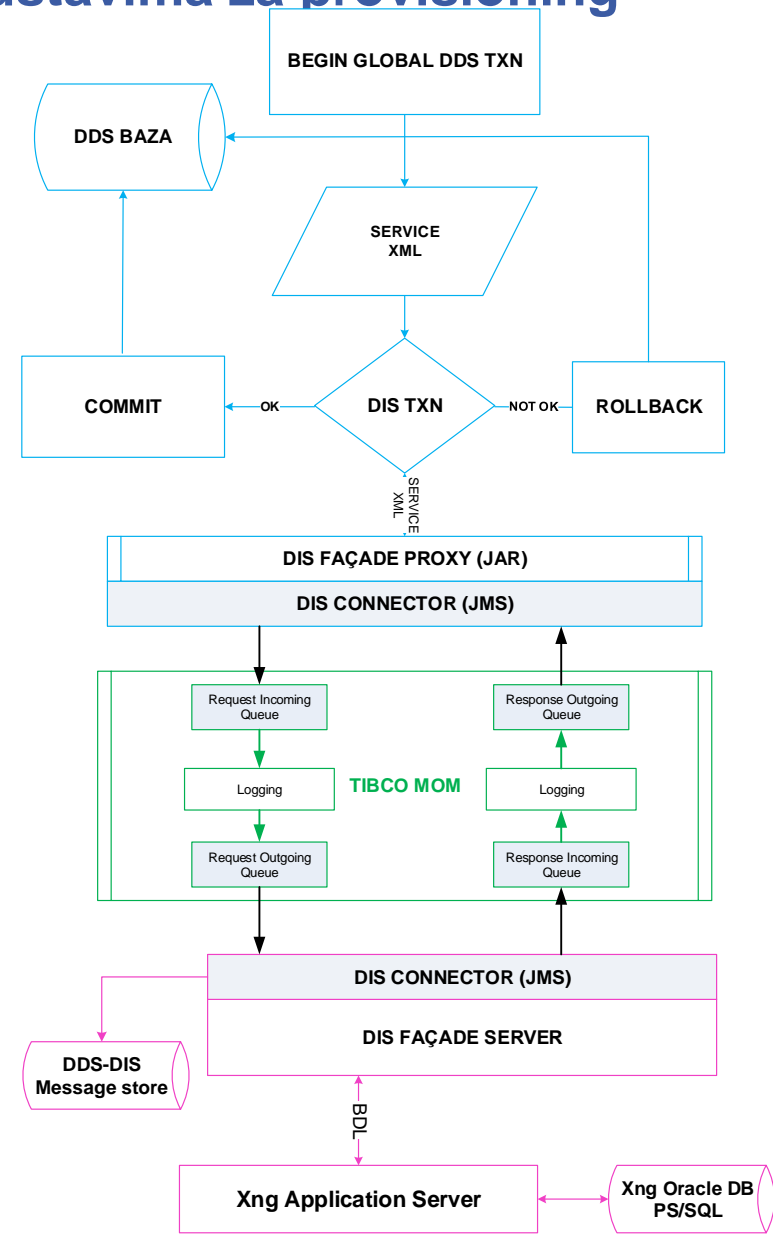 za provisioning
BEGIN GLOBAL DDS TXN
DDS BAZA
SERVICE
XML
COMMIT
OK
DIS TXN
NOT OK
ROLLBACK
SERVICE
XML
DIS FAÇADE PROXY (JAR)
DIS CONNECTOR (JMS)
Request Incoming
Queue
Response Outgoing
Queue
Logging
TIBCO MOM
Logging
Request Outgoing
Queue
Response Incoming
Queue
DIS CONNECTOR (JMS)
DIS FAÇADE SERVER
DDS-DIS
Message store
BDL
Xng Application Server
Xng Oracle DB
PS/SQL